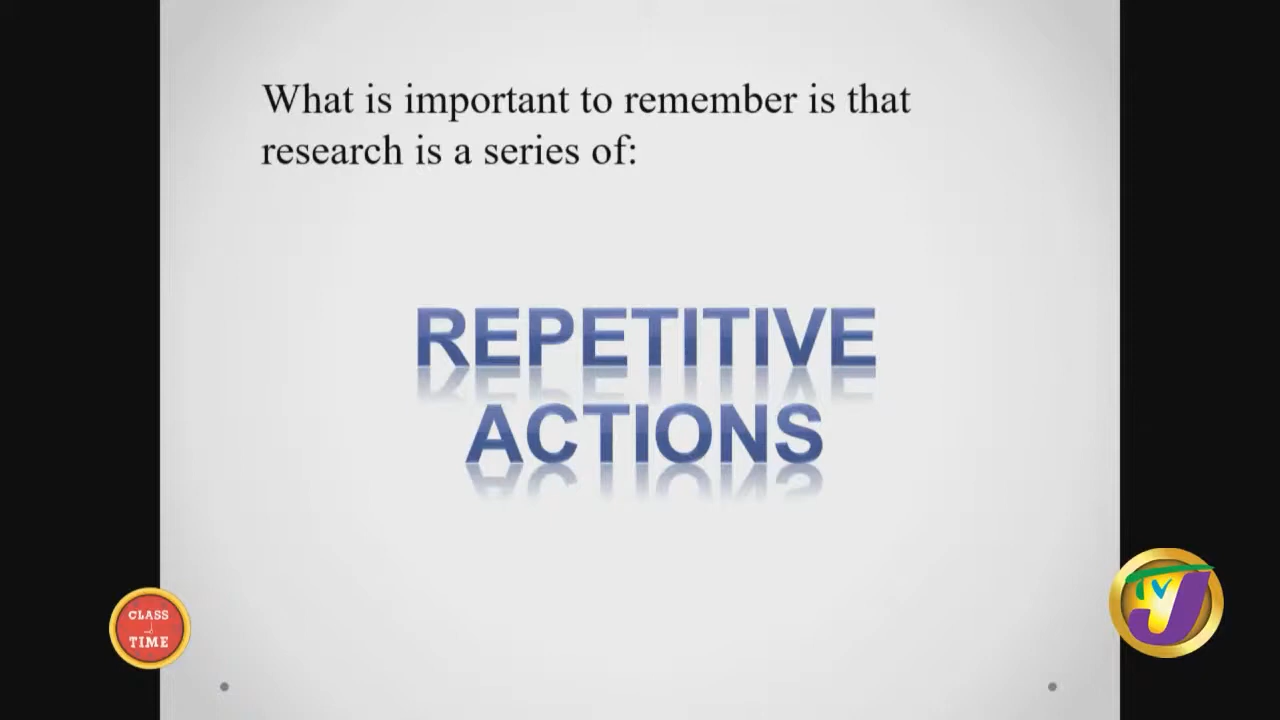 What is important to remember is that
research is a series of:
REPETITIVE
ACTIONS
CLASS
TIME
TVJ